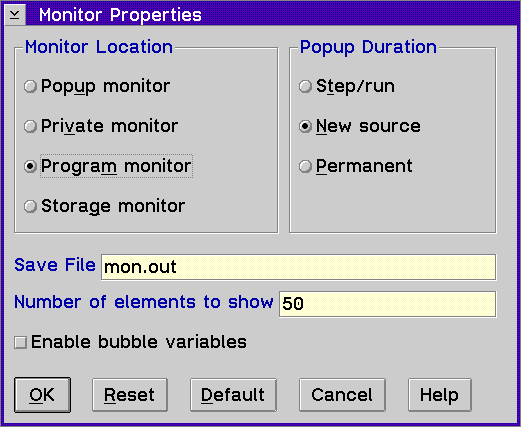 Monitor Properties
Monitor Location
Popup monitor
Private monitor
Program monitor
Storage monitor
Popup Duration
Step/run
New source
Permanent
Save File mon.out
Number of elements to show 50
Enable bubble variables
OK Reset Default Cancel Help